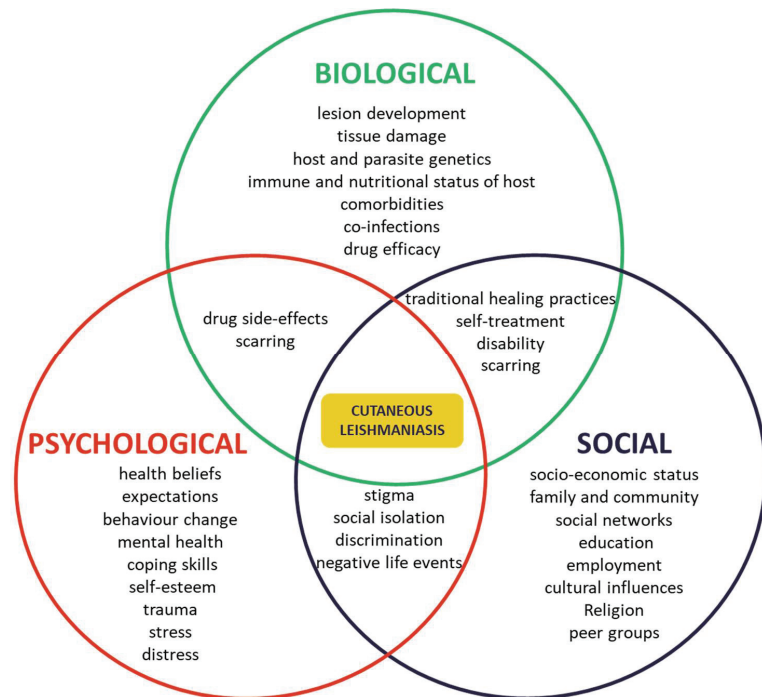 BIOLOGICAL
lesion development
tissue damage
host and parasite genetics
immune and nutritional status of host
comorbidities
co-infections
drug efficacy
drug side-effects
scarring
traditional healing practices
self-treatment
disability
scarring
CUTANEOUS
LEISHMANIASIS
PSYCHOLOGICAL
health beliefs
expectations
behaviour change
mental health
coping skills
self-esteem
trauma
stress
distress
stigma
social isolation
discrimination
negative life events
SOCIAL
socio-economic status
family and community
social networks
education
employment
cultural influences
Religion
peer groups